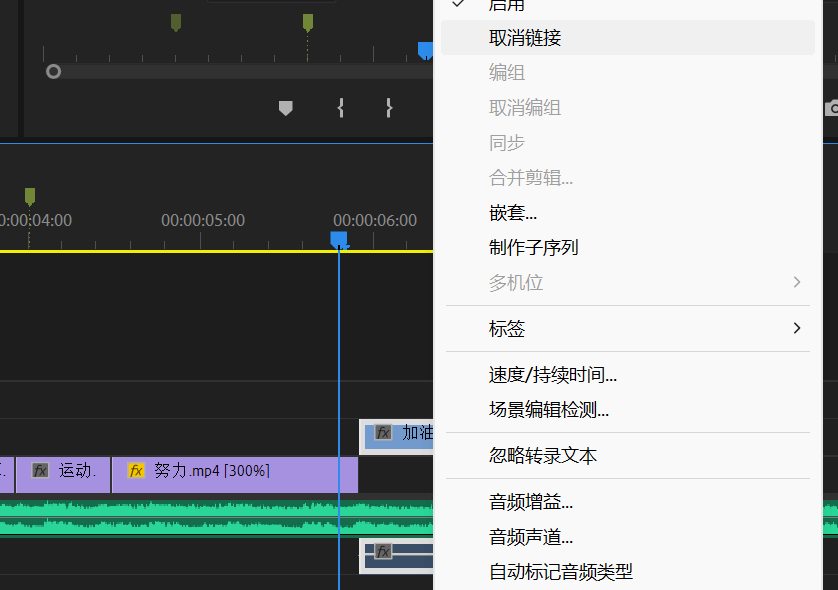 启用
取消链接
编组
取消编组
同步
合并剪辑...
嵌套...
制作子序列
多机位
标签
速度/持续时间...
场景编辑检测...
忽略转录文本
音频增益...
音频声道...
自动标记音频类型
0:00:04:00 00:00:05:00 00:00:06:00
fx 加油
fx 运动. fx 努力.mp4 [300%]
fx